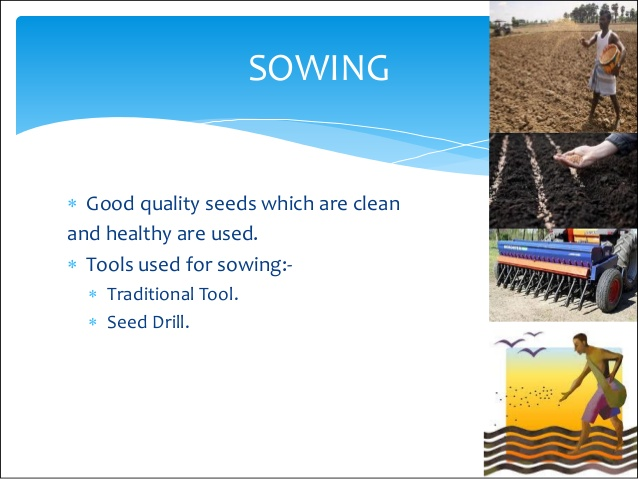 SOWING
* Good quality seeds which are clean
and healthy are used.
* Tools used for sowing:-
* Traditional Tool.
* Seed Drill.